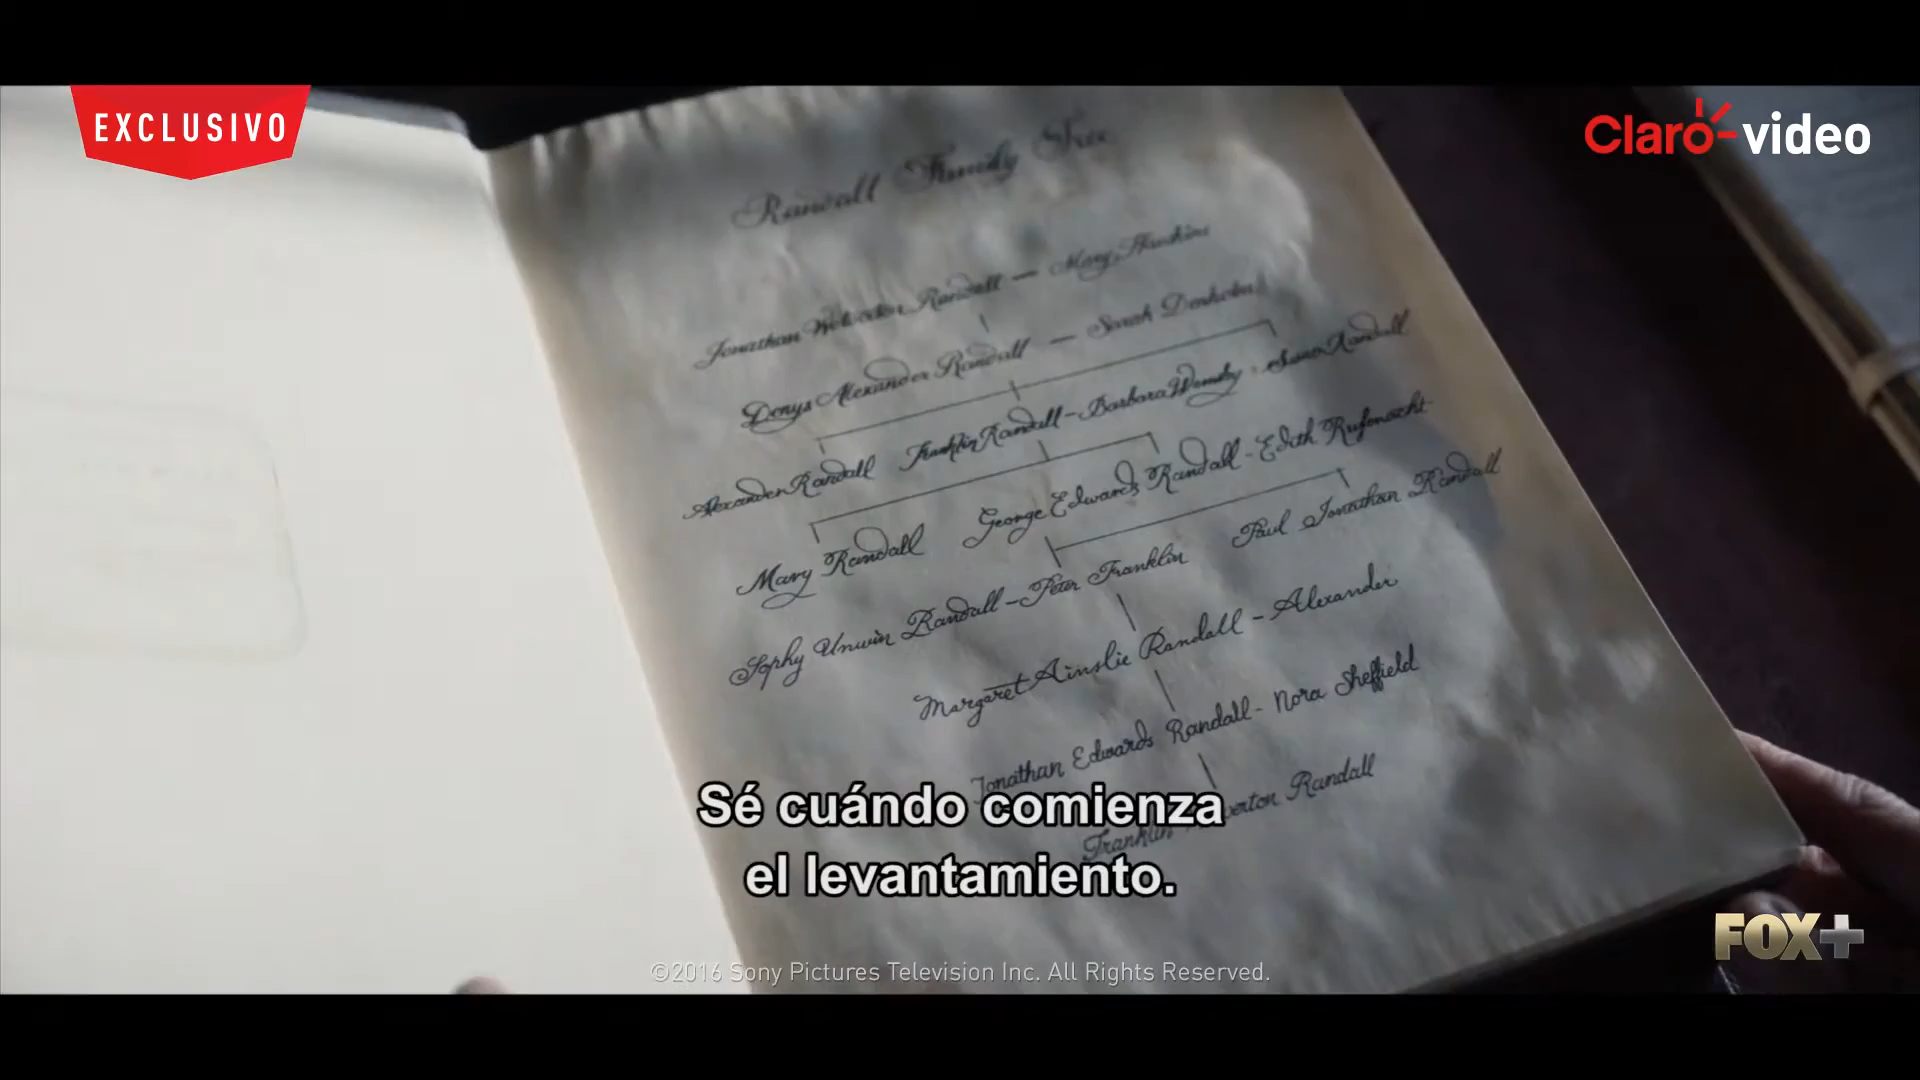 EXCLUSIVO
Claro-video
Randall Family Tree
Jonathan Wolverton Randall — Mary Hawkins
Denys Alexander Randall — Sarah Denholm
Alexander Randall Franklin Randall - Barbara Randall
Mary Randall George Edwards Randall - Edith
Sophy Unwin Randall - Peter Franklin Paul Jonathan Randall
Margaret Ainslie Randall - Alexander
Jonathan Edwards Randall - Nora Sheffield
Franklin Randall
Sé cuándo comienza
el levantamiento.
FOX+
©2016 Sony Pictures Television Inc. All Rights Reserved.